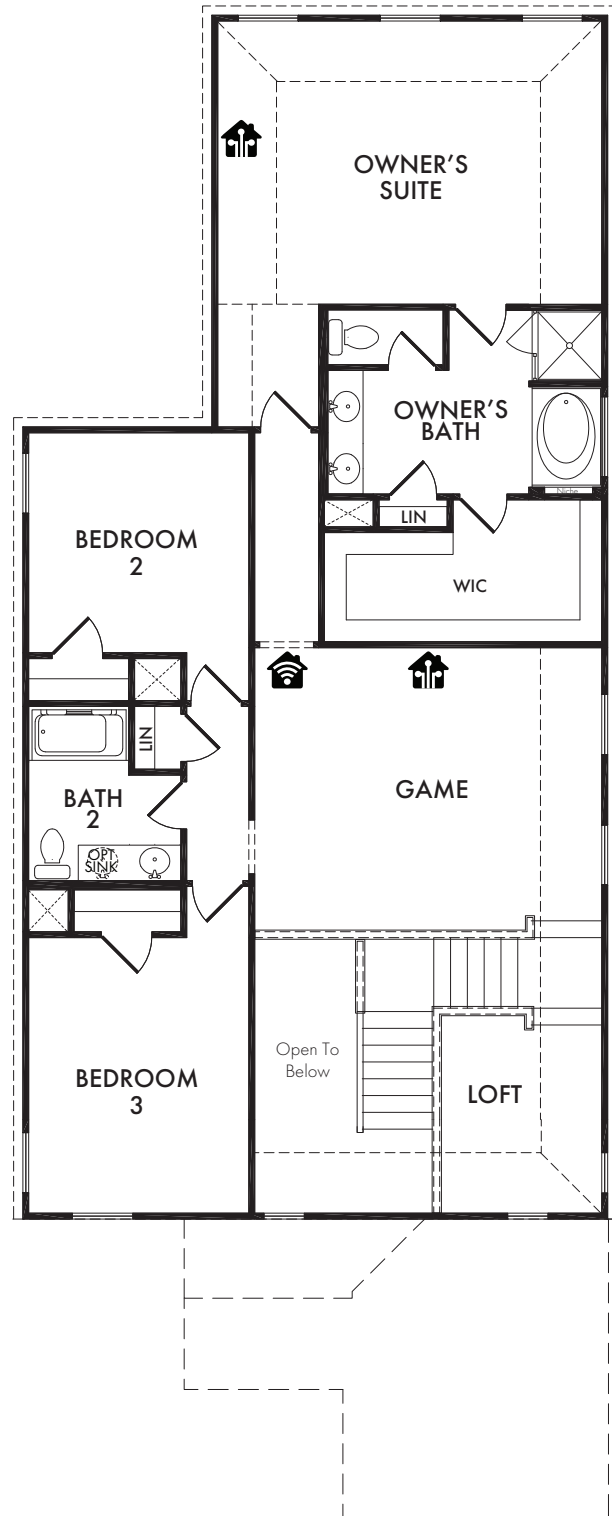 OWNER'S
SUITE
OWNER'S
BATH
Niche
LIN
WIC
BEDROOM
2
LIN
BATH
2
OPT
SINK
GAME
BEDROOM
3
Open To
Below
LOFT